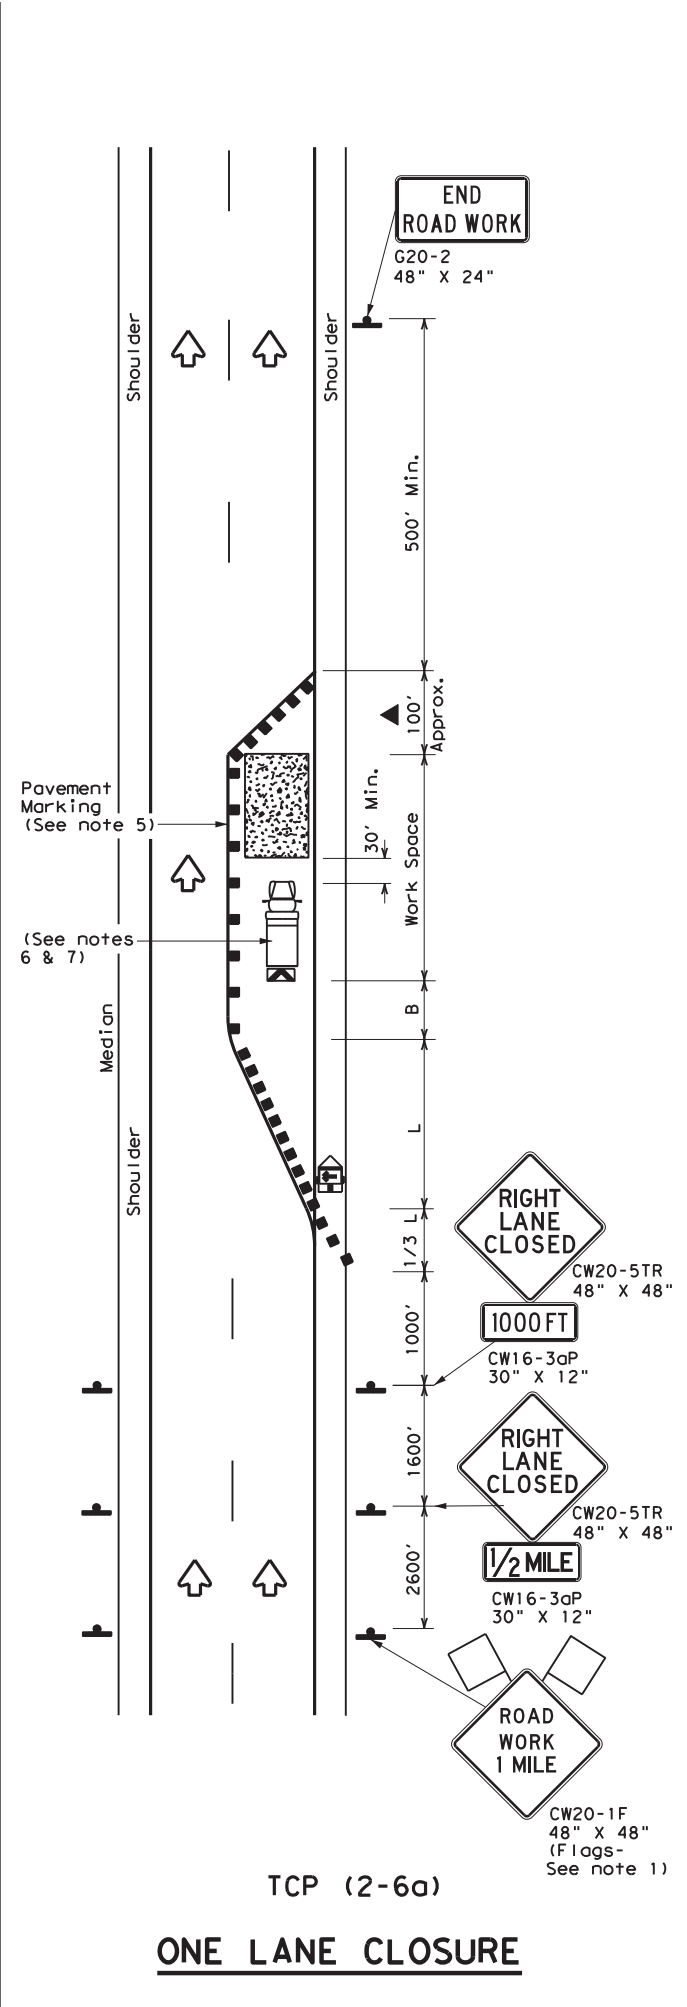 END
ROAD WORK
G20-2
48" X 24"
Shoulder
Shoulder
500' Min.
100'
Approx.
Pavement
Marking
(See note 5)
30' Min.
Work Space
(See notes
6 & 7)
B
Median
Shoulder
L
1/3 L
RIGHT
LANE
CLOSED
CW20-5TR
48" X 48"
1000 FT
CW16-3aP
30" X 12"
1000'
1600'
RIGHT
LANE
CLOSED
CW20-5TR
48" X 48"
1/2 MILE
CW16-3aP
30" X 12"
2600'
ROAD
WORK
1 MILE
CW20-1F
48" X 48"
(Flags-
See note 1)
TCP (2-6a)
ONE LANE CLOSURE